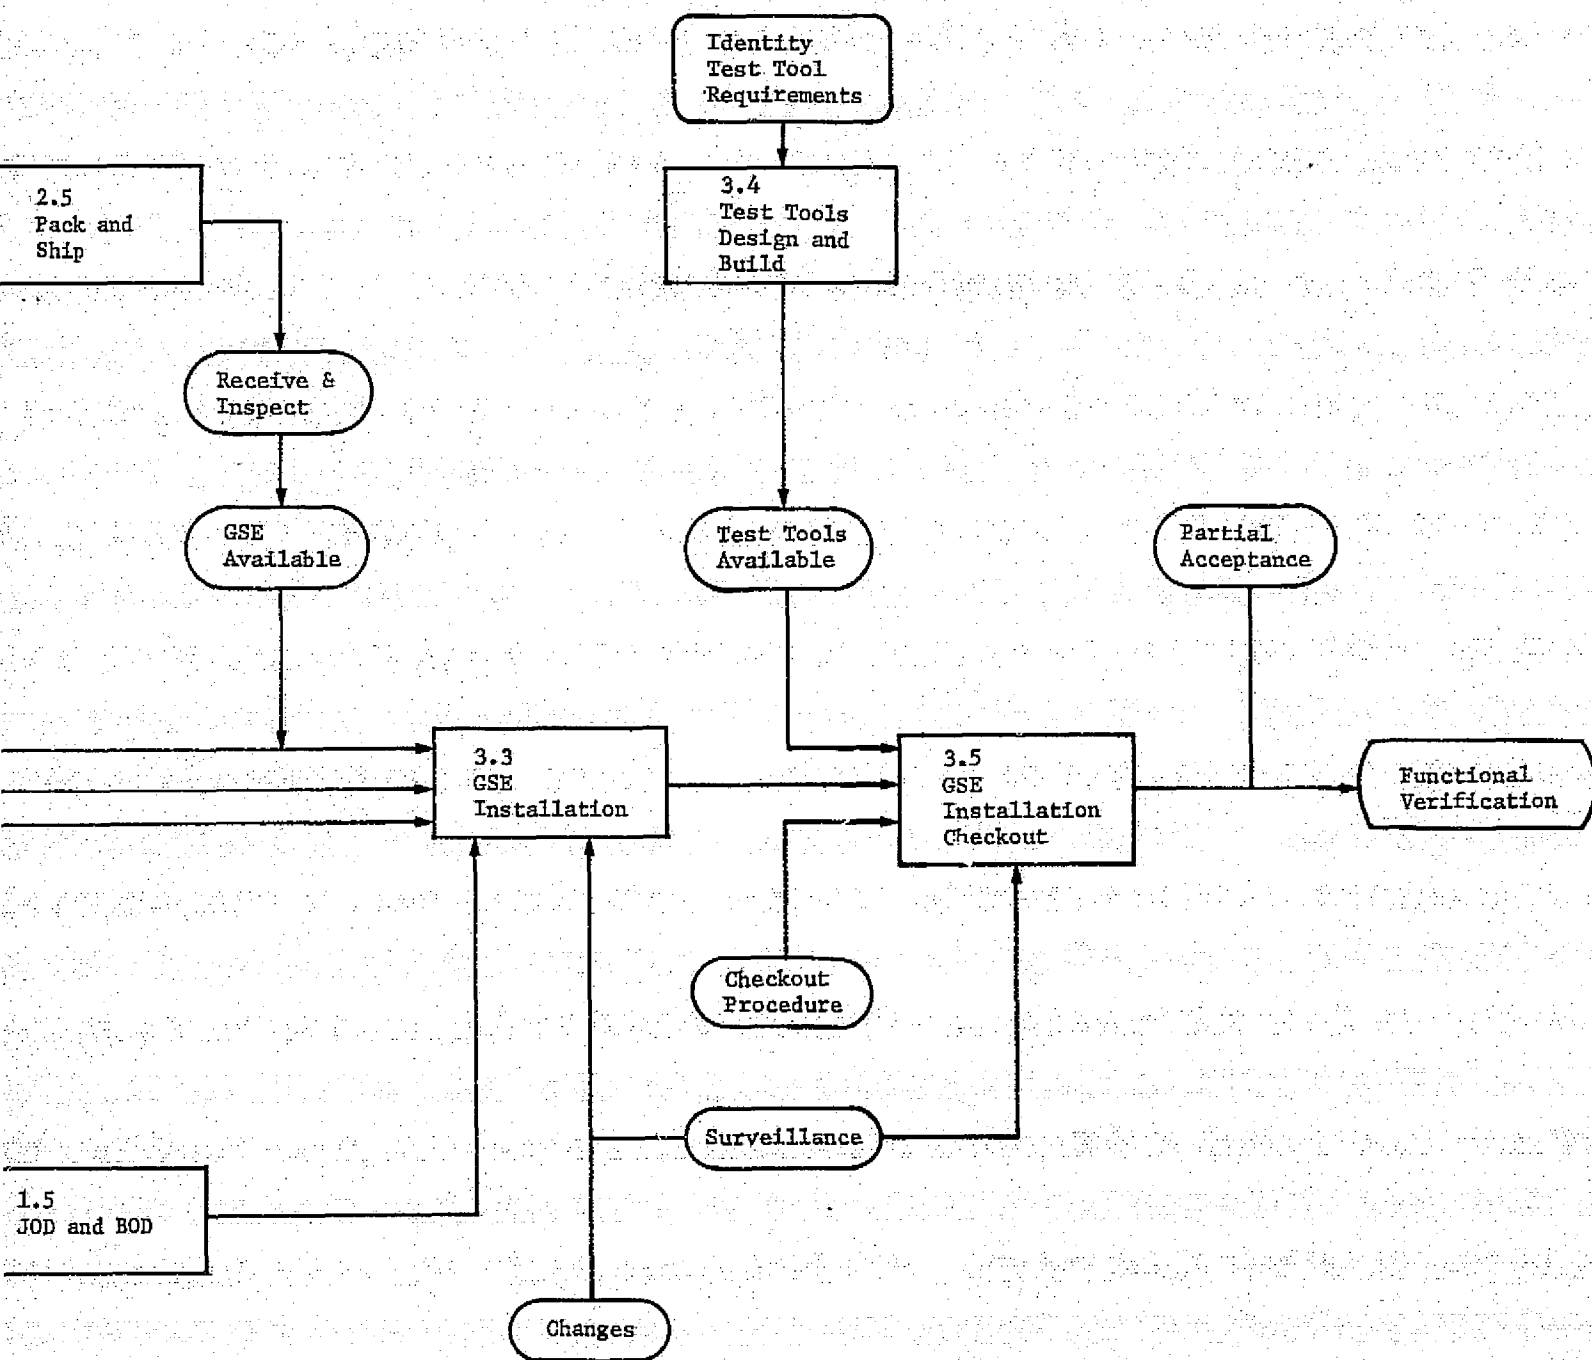 Identity
Test Tool
Requirements
2.5
Pack and
Ship
3.4
Test Tools
Design and
Build
Receive &
Inspect
GSE
Available
Test Tools
Available
Partial
Acceptance
3.3
GSE
Installation
3.5
GSE
Installation
Checkout
Functional
Verification
Checkout
Procedure
Surveillance
1.5
JOD and BOD
Changes